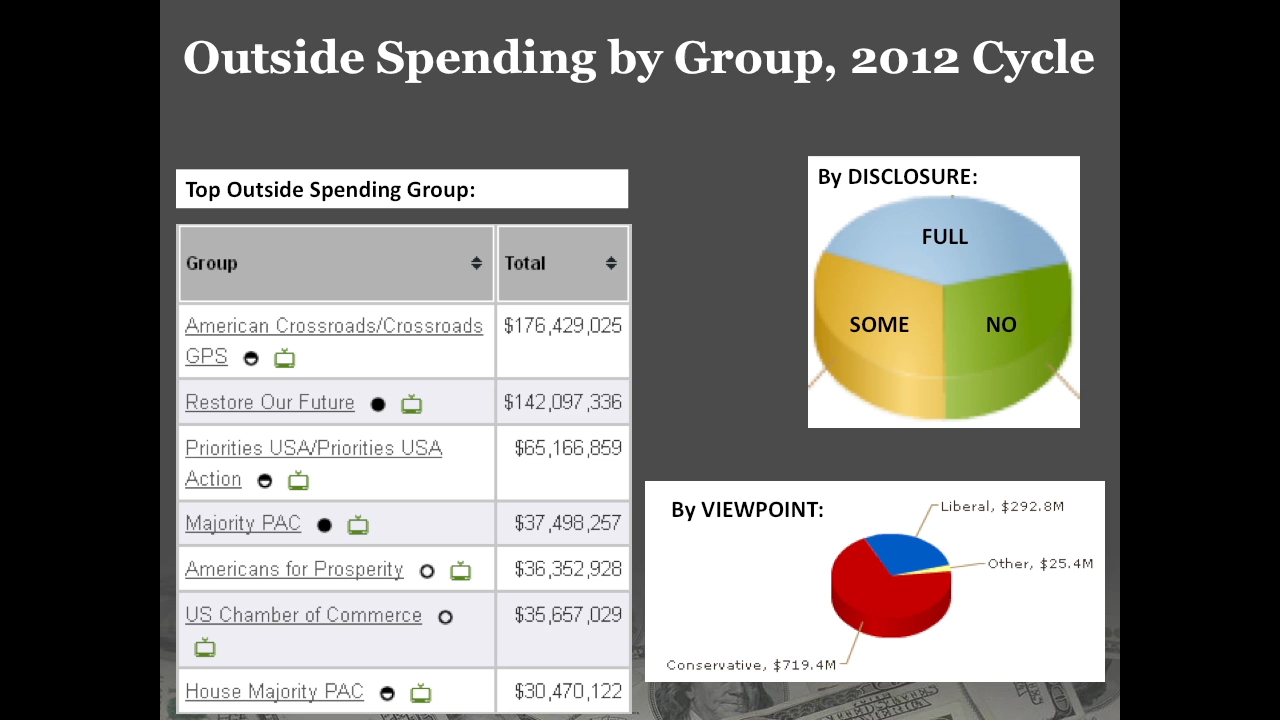 Outside Spending by Group, 2012 Cycle
Top Outside Spending Group:
Group Total
American Crossroads/Crossroads $176,429,025
GPS
Restore Our Future $142,097,336
Priorities USA/Priorities USA $65,166,859
Action
Majority PAC $37,498,257
Americans for Prosperity $36,352,928
US Chamber of Commerce $35,657,029
House Majority PAC $30,470,122
By DISCLOSURE:
FULL
SOME NO
By VIEWPOINT:
Liberal, $292.8M
Other, $25.4M
Conservative, $719.4M